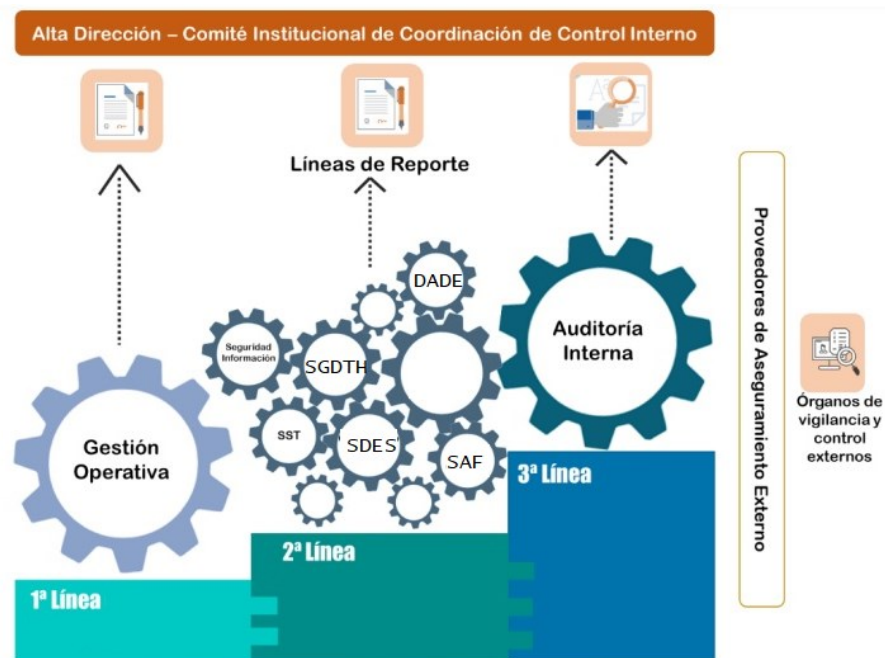 Alta Dirección – Comité Institucional de Coordinación de Control Interno
Líneas de Reporte
DADE
Seguridad
Información
SGDTH
Auditoría
Interna
Gestión
Operativa
SST
SDES
SAF
1ª Línea
2ª Línea
3ª Línea
Proveedores de Aseguramiento Externo
Órganos de
vigilancia y
control
externos